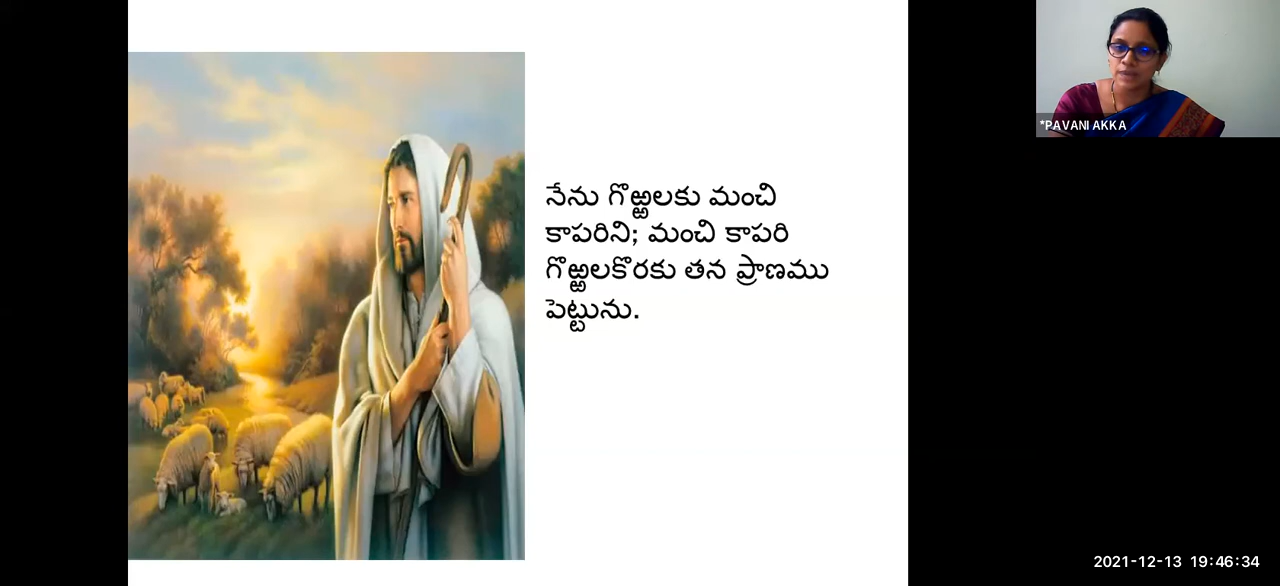 *PAVANI AKKA
నేను గొఱ్ఱలకు మంచి
కాపరిని; మంచి కాపరి
గొఱ్ఱలకొరకు తన ప్రాణము
పెట్టును.
2021-12-13 19:46:34